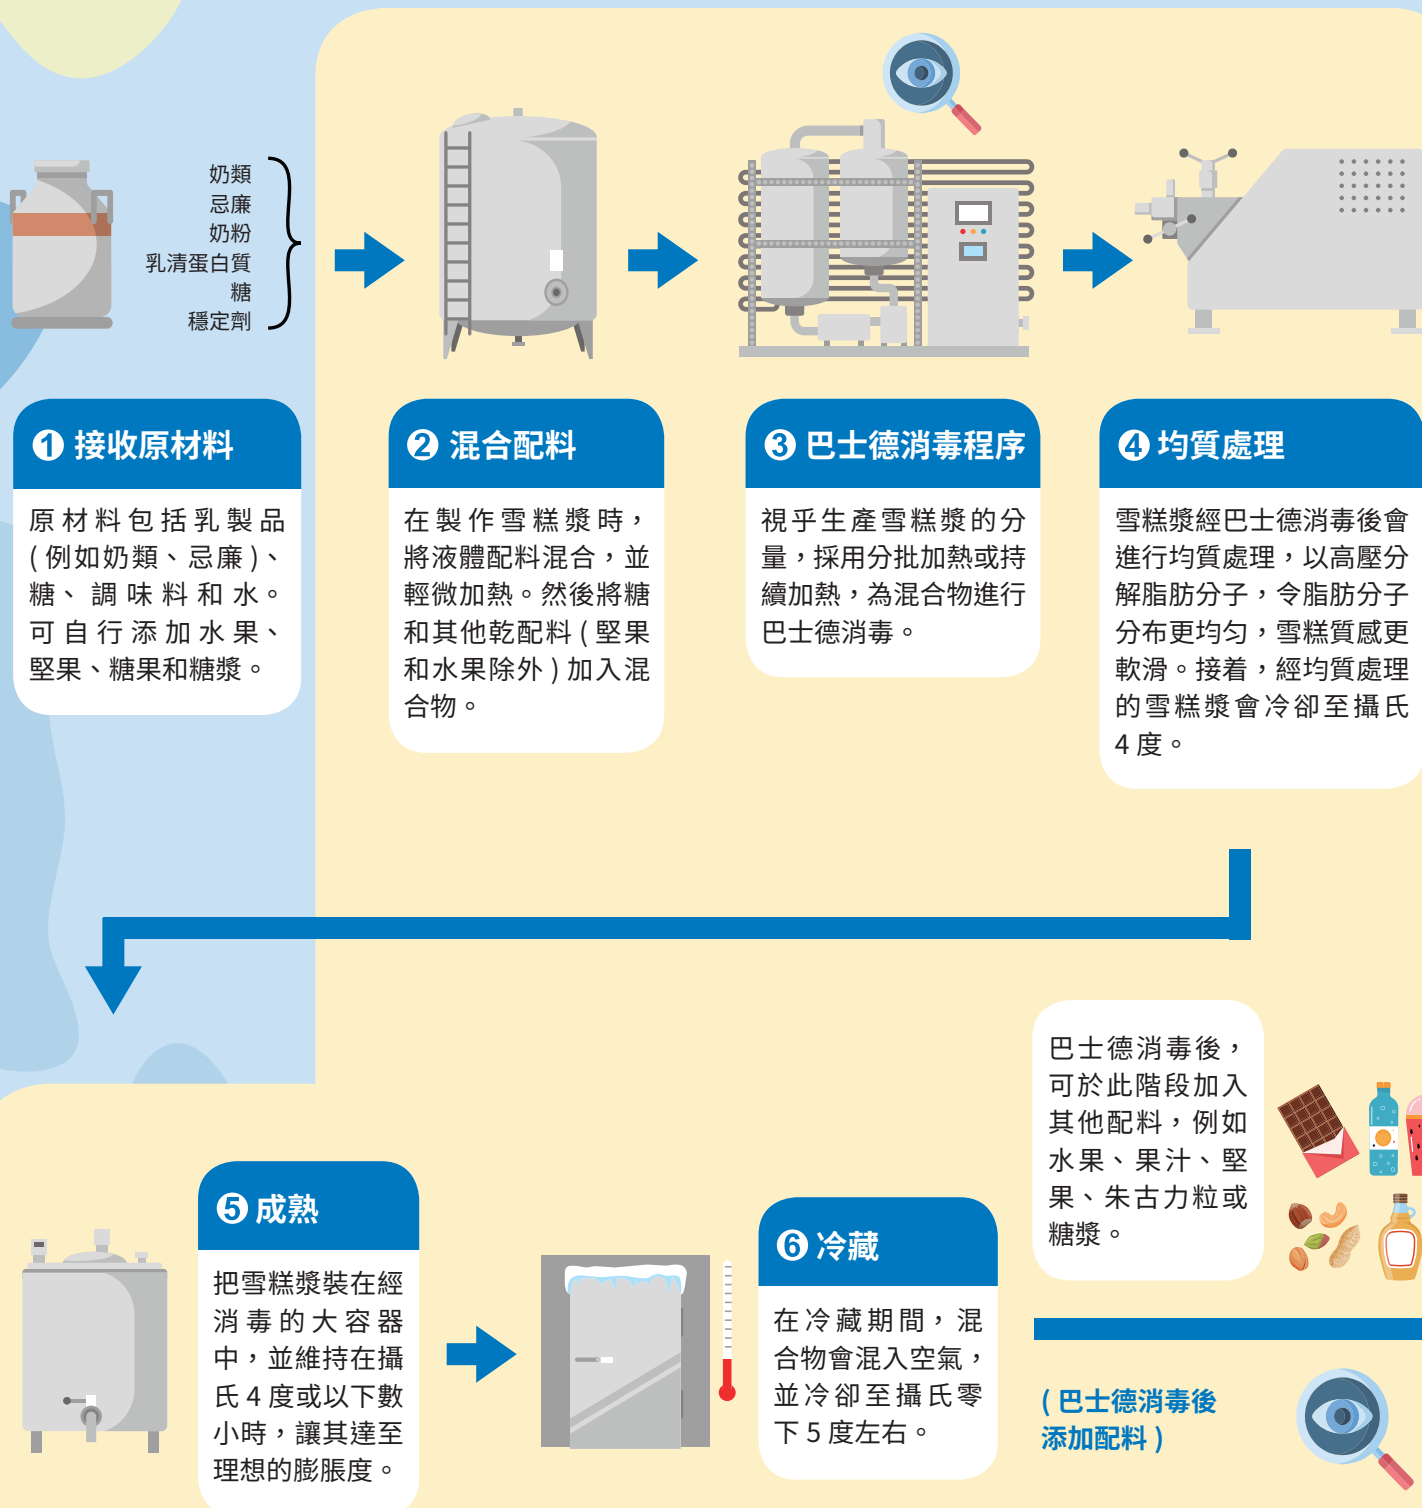 奶類
忌廉
奶粉
乳清蛋白質
糖
穩定劑
❶ 接收原材料
原材料包括乳製品
( 例如奶類、忌廉 )、
糖、調味料和水。
可自行添加水果、
堅果、糖果和糖漿。
❷ 混合配料
在製作雪糕漿時，
將液體配料混合，並
輕微加熱。然後將糖
和其他乾配料 ( 堅果
和水果除外 ) 加入混
合物。
❸ 巴士德消毒程序
視乎生產雪糕漿的分
量，採用分批加熱或持
續加熱，為混合物進行
巴士德消毒。
❹ 均質處理
雪糕漿經巴士德消毒後會
進行均質處理，以高壓分
解脂肪分子，令脂肪分子
分布更均勻，雪糕質感更
軟滑。接着，經均質處理
的雪糕漿會冷卻至攝氏
4 度。
❺ 成熟
把雪糕漿裝在經
消毒的大容器
中，並維持在攝
氏 4 度或以下數
小時，讓其達至
理想的膨脹度。
❻ 冷藏
在冷藏期間，混
合物會混入空氣，
並冷卻至攝氏零
下 5 度左右。
巴士德消毒後，
可於此階段加入
其他配料，例如
水果、果汁、堅
果、朱古力粒或
糖漿。
( 巴士德消毒後
添加配料 )